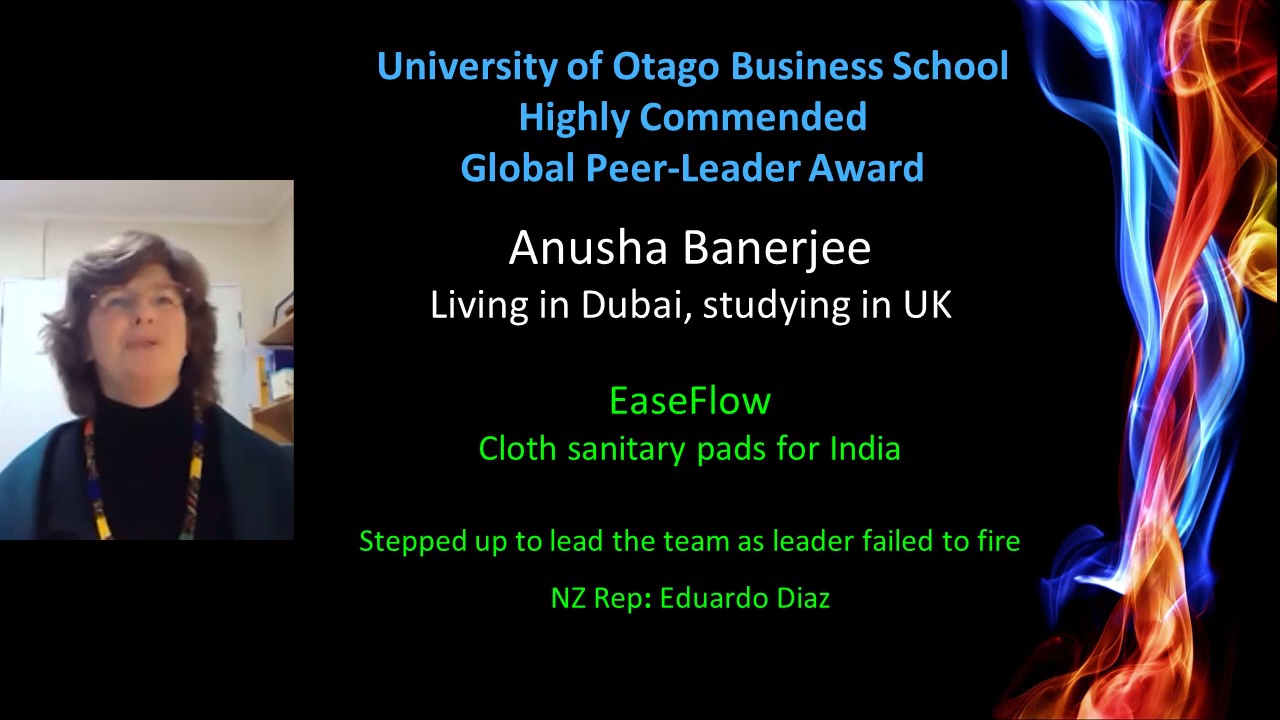 University of Otago Business School
Highly Commended
Global Peer-Leader Award
Anusha Banerjee
Living in Dubai, studying in UK
EaseFlow
Cloth sanitary pads for India
Stepped up to lead the team as leader failed to fire
NZ Rep: Eduardo Diaz